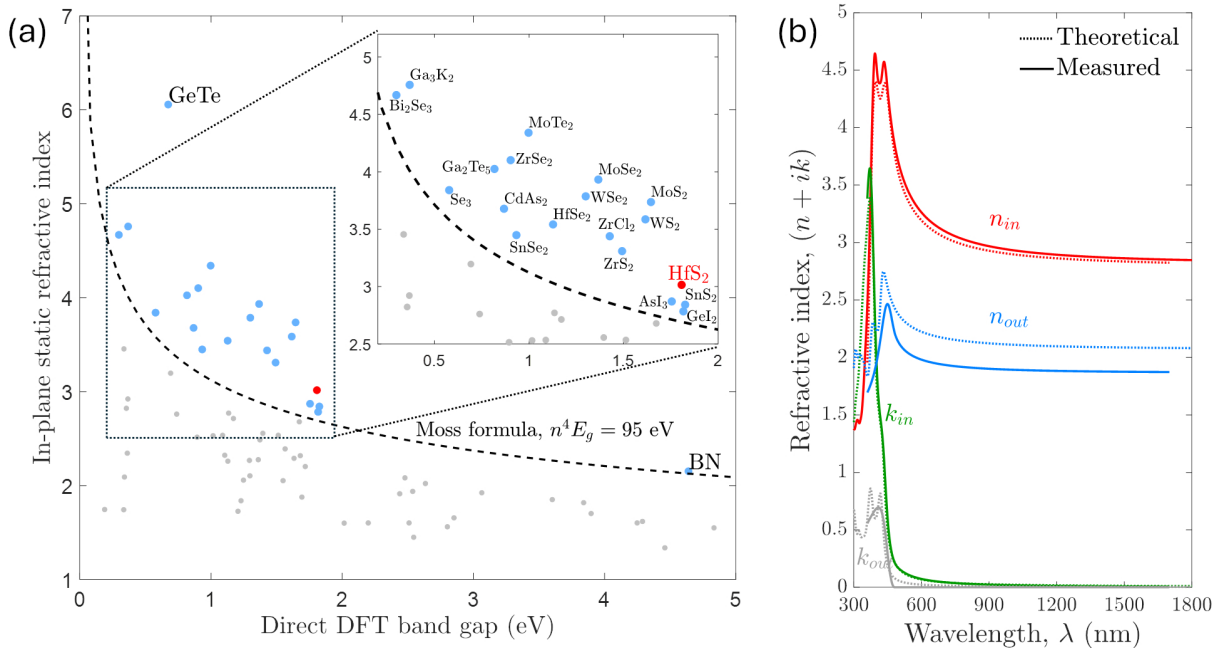 (a)
In-plane static refractive index
7
6
5
4
3
2
1
0
1
2
3
4
5
Direct DFT band gap (eV)
GeTe
BN
Moss formula, n⁴E_g = 95 eV
5
4.5
4
3.5
3
2.5
0.5
1
1.5
2
Ga₃K₂
Bi₂Se₃
MoTe₂
ZrSe₂
Ga₂Te₅
MoSe₂
Se₃
CdAs₂
WSe₂
MoS₂
HfSe₂
ZrCl₂
WS₂
SnSe₂
ZrS₂
HfS₂
AsI₃
SnS₂
GeI₂
(b)
Refractive index, (n + ik)
5
4.5
4
3.5
3
2.5
2
1.5
1
0.5
0
300
600
900
1200
1500
1800
Wavelength, λ (nm)
Theoretical
Measured
n_in
n_out
k_in
k_out